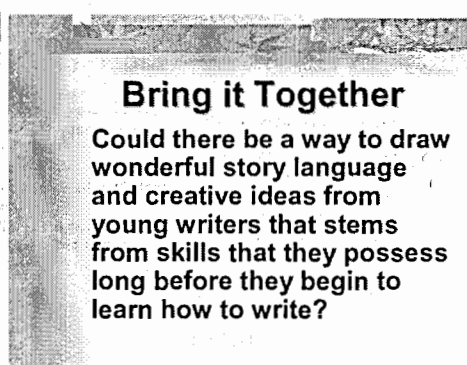 Bring it Together
Could there be a way to draw
wonderful story language
and creative ideas from
young writers that stems
from skills that they possess
long before they begin to
learn how to write?